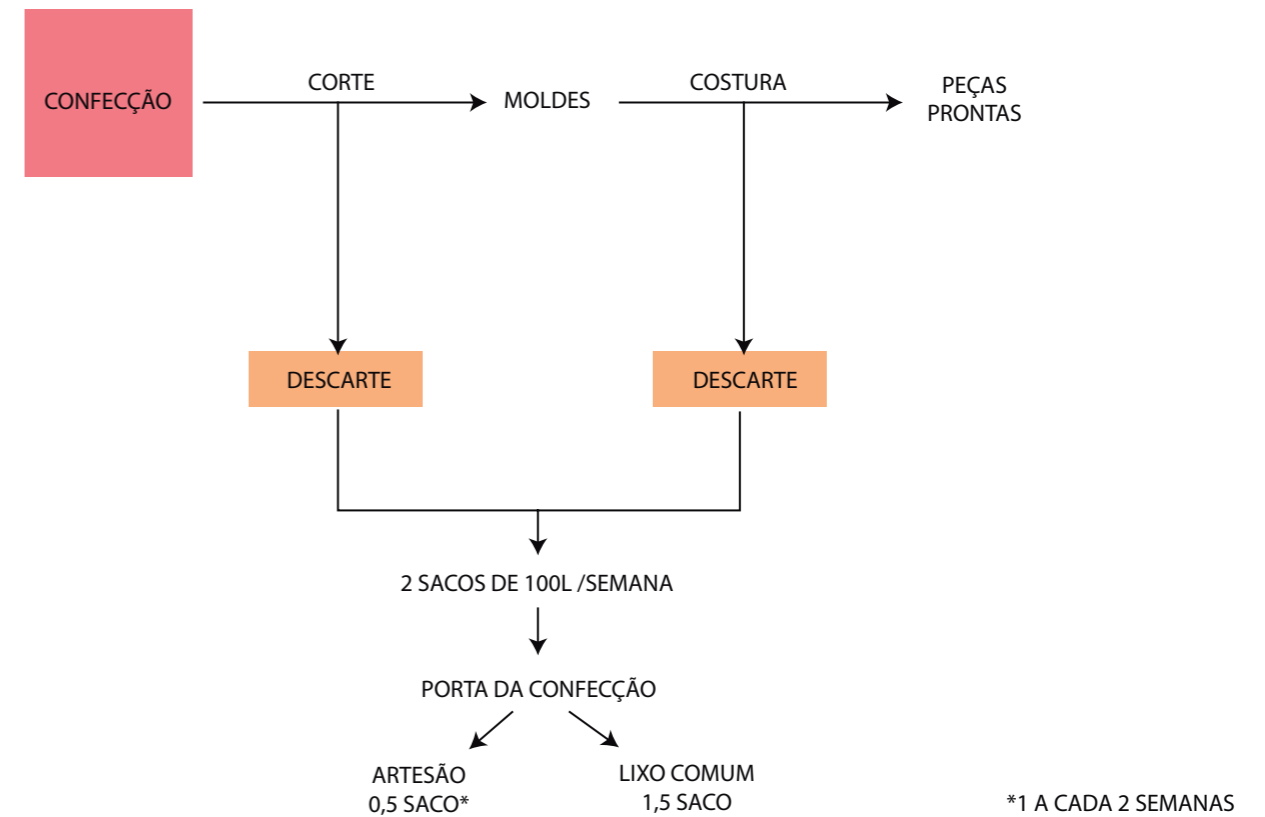 CONFECÇÃO
CORTE
MOLDES
COSTURA
PEÇAS
PRONTAS
DESCARTE
DESCARTE
2 SACOS DE 100L /SEMANA
PORTA DA CONFECÇÃO
ARTESÃO
0,5 SACO*
LIXO COMUM
1,5 SACO
*1 A CADA 2 SEMANAS